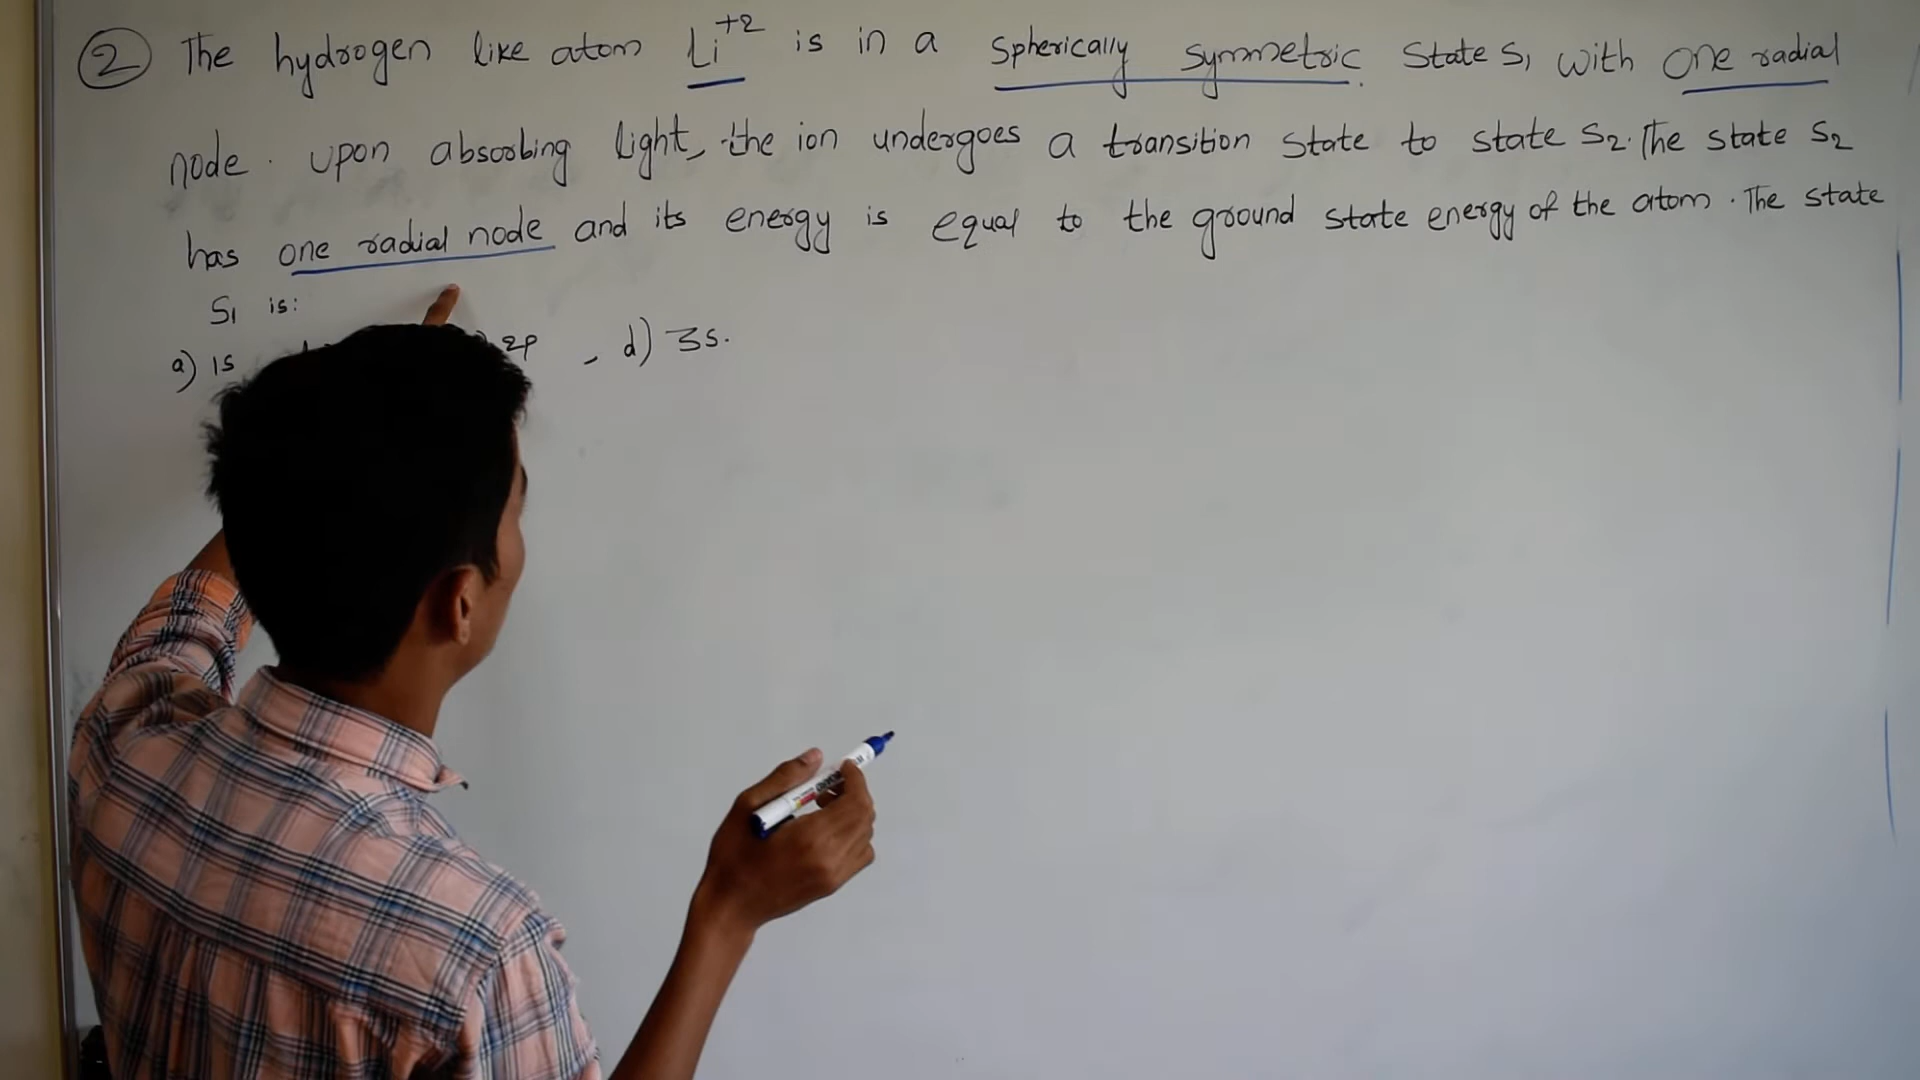 ② The hydrogen like atom Li+2 is in a spherically symmetric. State S1 with one radial
node. upon absorbing light, the ion undergoes a transition state to state S2. The state S2
has one radial node and its energy is equal to the ground state energy of the atom. The state
S1 is:
a) 1s 2p , d) 3s.